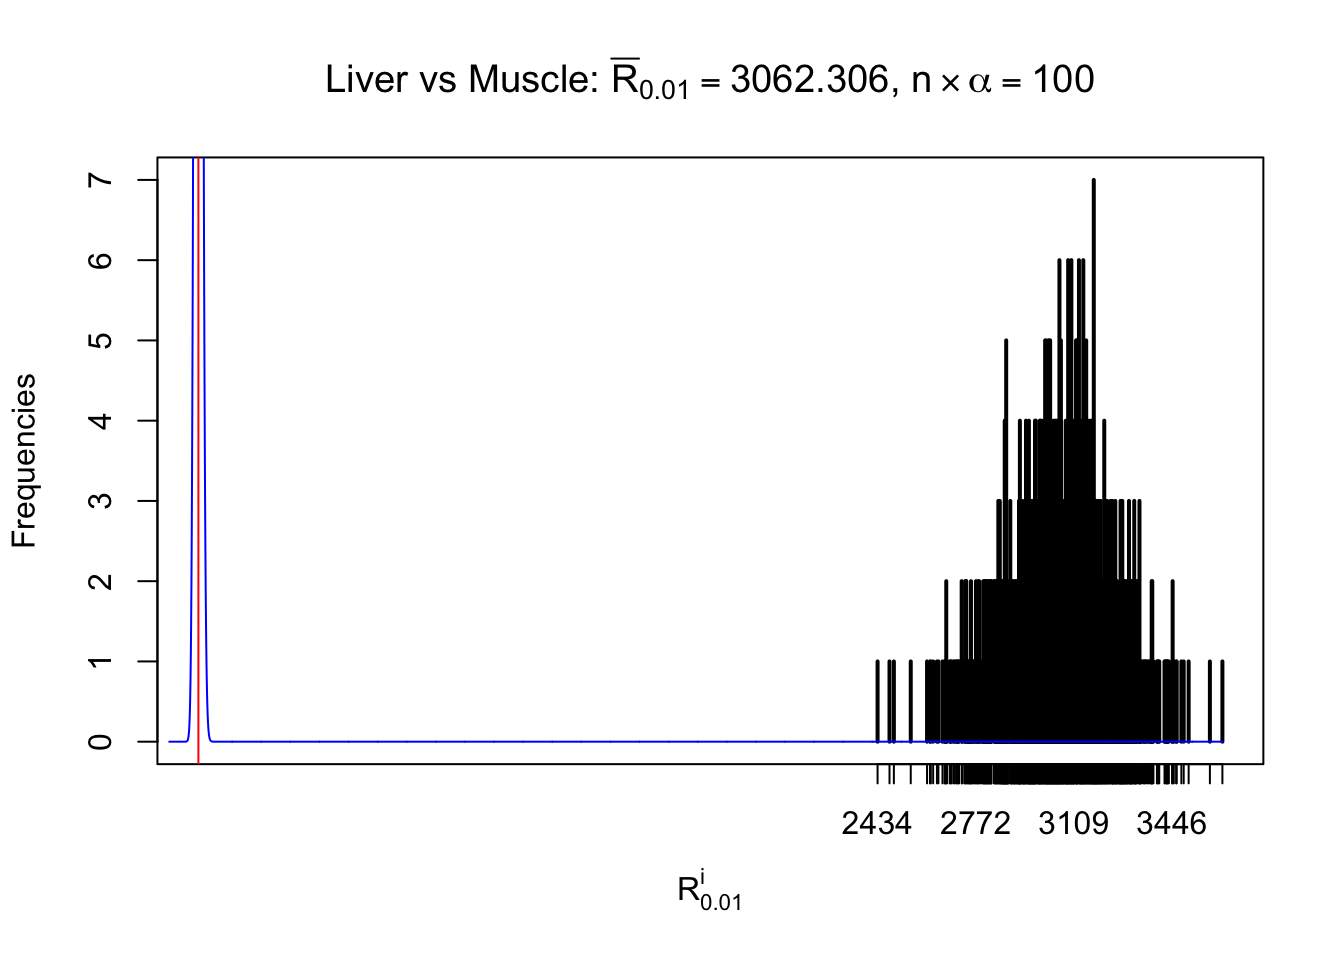 Liver vs Muscle: R̅₀.₀₁ = 3062.306, n × α = 100
7
6
5
4
3
2
1
0
Frequencies
2434 2772 3109 3446
Rⁱ₀.₀₁